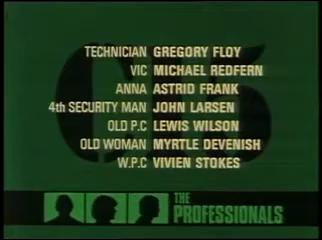 TECHNICIAN GREGORY FLOY
VIC MICHAEL REDFERN
ANNA ASTRID FRANK
4th SECURITY MAN JOHN LARSEN
OLD P.C LEWIS WILSON
OLD WOMAN MYRTLE DEVENISH
W.P.C VIVIEN STOKES
THE
PROFESSIONALS